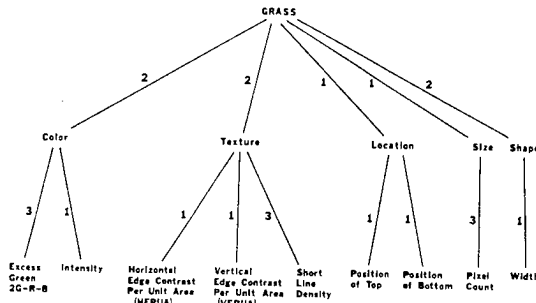 GRASS
2 2 1 1 2
Color Texture Location Size Shape
3 1 1 1 3 1 1 3 1
Excess Intensity Horizontal Vertical Short Position Position Pixel Width
Green Edge Contrast Edge Contrast Line of Top of Bottom Count
2G-R-B Per Unit Area Per Unit Area Density
(HEPUA) (VEPUA)